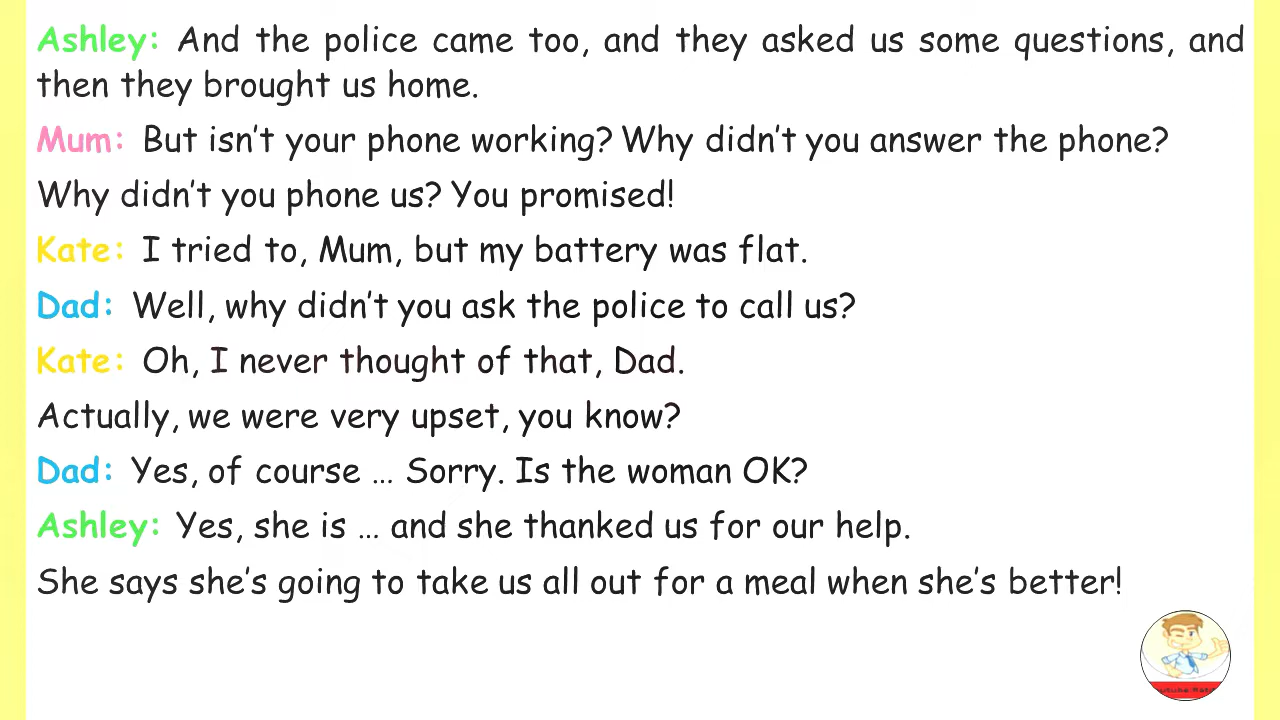 Ashley: And the police came too, and they asked us some questions, and
then they brought us home.
Mum: But isn't your phone working? Why didn't you answer the phone?
Why didn't you phone us? You promised!
Kate: I tried to, Mum, but my battery was flat.
Dad: Well, why didn't you ask the police to call us?
Kate: Oh, I never thought of that, Dad.
Actually, we were very upset, you know?
Dad: Yes, of course ... Sorry. Is the woman OK?
Ashley: Yes, she is ... and she thanked us for our help.
She says she's going to take us all out for a meal when she's better!